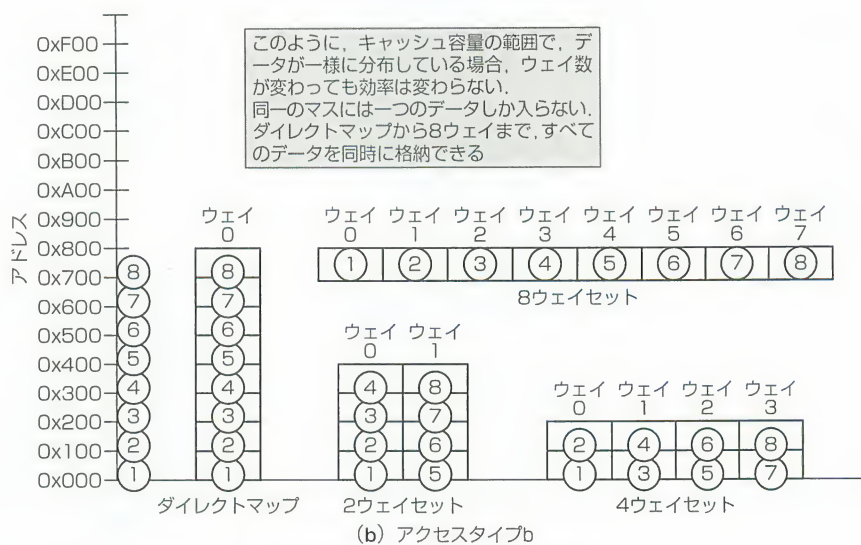 0xF00
0xE00
0xD00
0xC00
0xB00
0xA00
0x900
0x800
0x700
0x600
0x500
0x400
0x300
0x200
0x100
0x000
アドレス
このように，キャッシュ容量の範囲で，デ
ータが一様に分布している場合，ウェイ数
が変わっても効率は変わらない．
同一のマスには一つのデータしか入らない．
ダイレクトマップから8ウェイまで，すべて
のデータを同時に格納できる
⑧
⑦
⑥
⑤
④
③
②
①
ウェイ
0
⑧
⑦
⑥
⑤
④
③
②
①
ダイレクトマップ
ウェイ ウェイ ウェイ ウェイ ウェイ ウェイ ウェイ ウェイ
0 1 2 3 4 5 6 7
① ② ③ ④ ⑤ ⑥ ⑦ ⑧
8ウェイセット
ウェイ ウェイ
0 1
④ ⑧
③ ⑦
② ⑥
① ⑤
2ウェイセット
ウェイ ウェイ ウェイ ウェイ
0 1 2 3
② ④ ⑥ ⑧
① ③ ⑤ ⑦
4ウェイセット
(b) アクセスタイプb